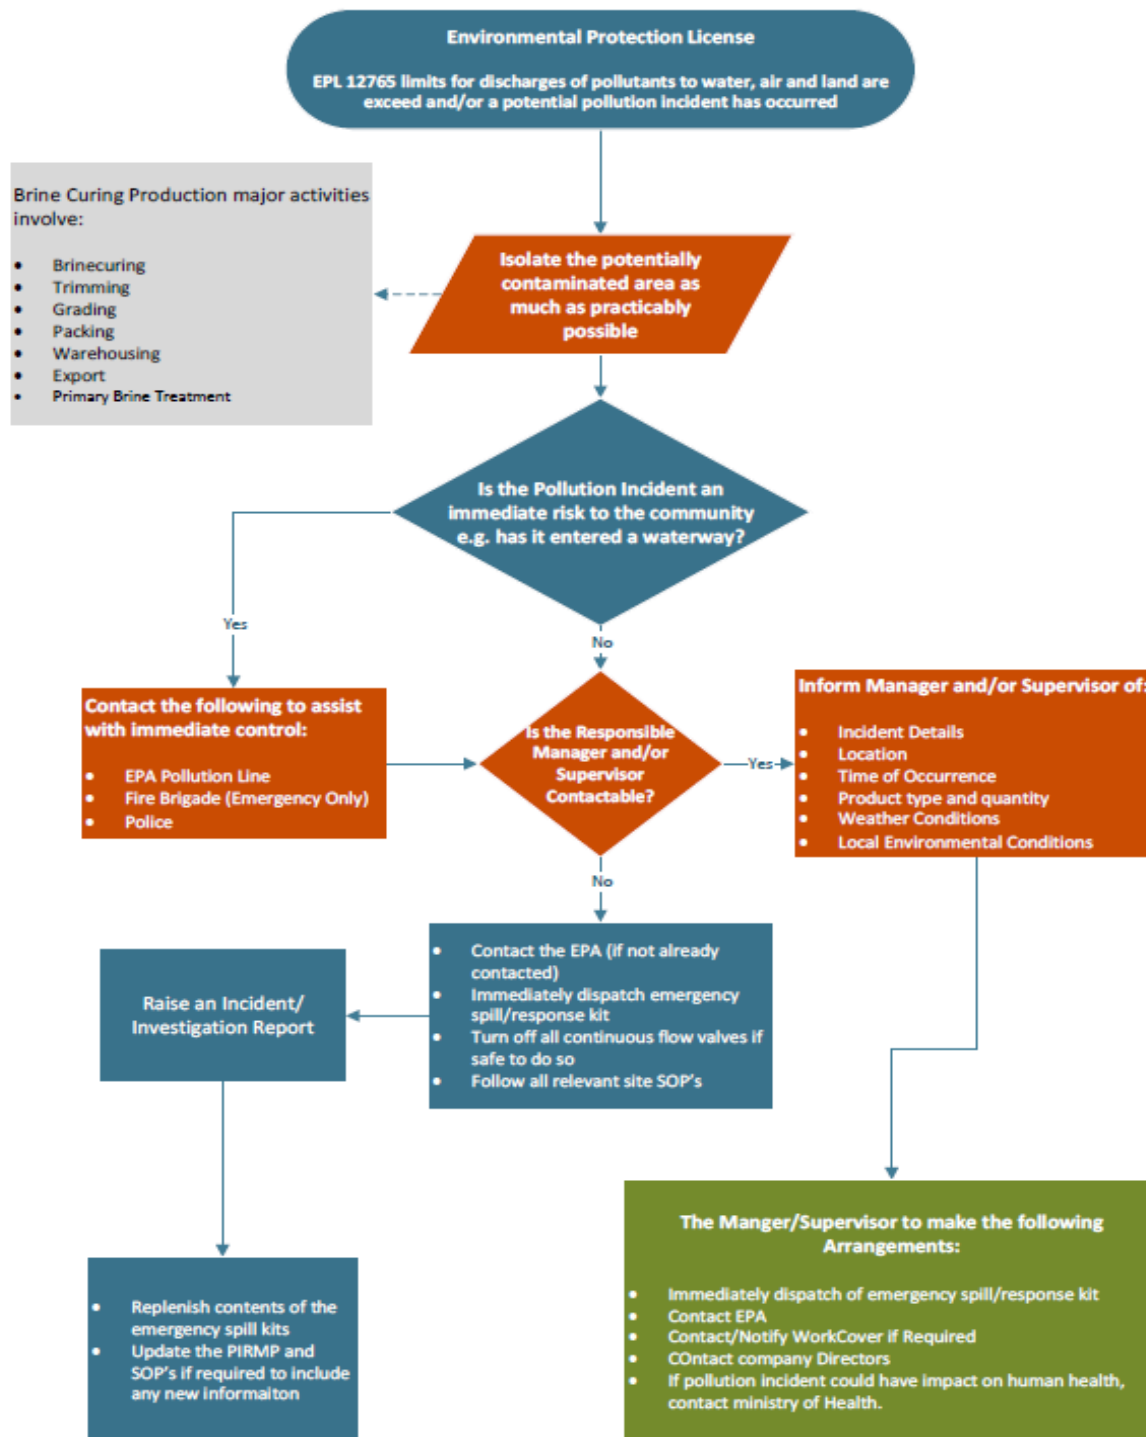 Environmental Protection License
EPL 12765 limits for discharges of pollutants to water, air and land are
exceed and/or a potential pollution incident has occurred
Brine Curing Production major activities
involve:
• Brinecuring
• Trimming
• Grading
• Packing
• Warehousing
• Export
• Primary Brine Treatment
Isolate the potentially
contaminated area as
much as practicably
possible
Is the Pollution Incident an
immediate risk to the community
e.g. has it entered a waterway?
Yes
No
Contact the following to assist
with immediate control:
• EPA Pollution Line
• Fire Brigade (Emergency Only)
• Police
Is the Responsible
Manager and/or
Supervisor
Contactable?
Yes
Inform Manager and/or Supervisor of:
• Incident Details
• Location
• Time of Occurrence
• Product type and quantity
• Weather Conditions
• Local Environmental Conditions
No
• Contact the EPA (if not already
contacted)
• Immediately dispatch emergency
spill/response kit
• Turn off all continuous flow valves if
safe to do so
• Follow all relevant site SOP's
Raise an Incident/
Investigation Report
• Replenish contents of the
emergency spill kits
• Update the PIRMP and
SOP's if required to include
any new informaiton
The Manger/Supervisor to make the following
Arrangements:
• Immediately dispatch of emergency spill/response kit
• Contact EPA
• Contact/Notify WorkCover if Required
• COntact company Directors
• If pollution incident could have impact on human health,
contact ministry of Health.